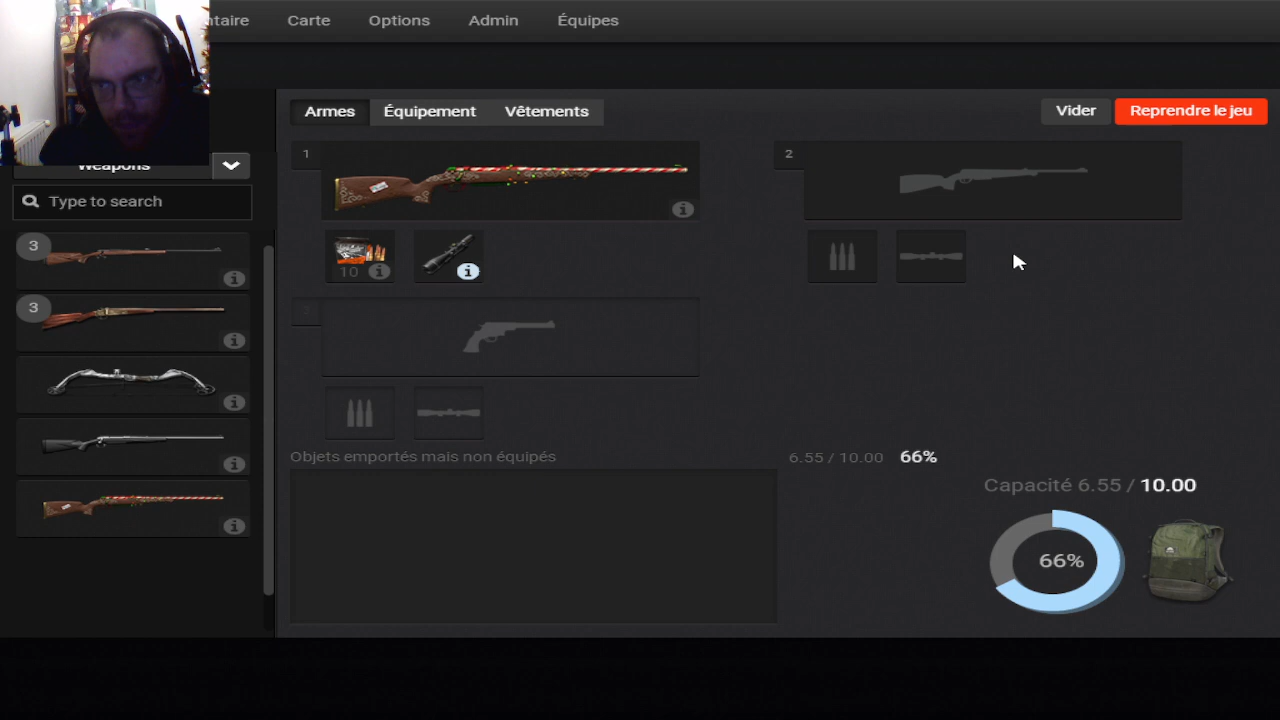 ntaire Carte Options Admin Équipes
Armes Équipement Vêtements Vider Reprendre le jeu
Weapons
Type to search
1
2
3
3
10
Objets emportés mais non équipés
6.55 / 10.00 66%
Capacité 6.55 / 10.00
66%